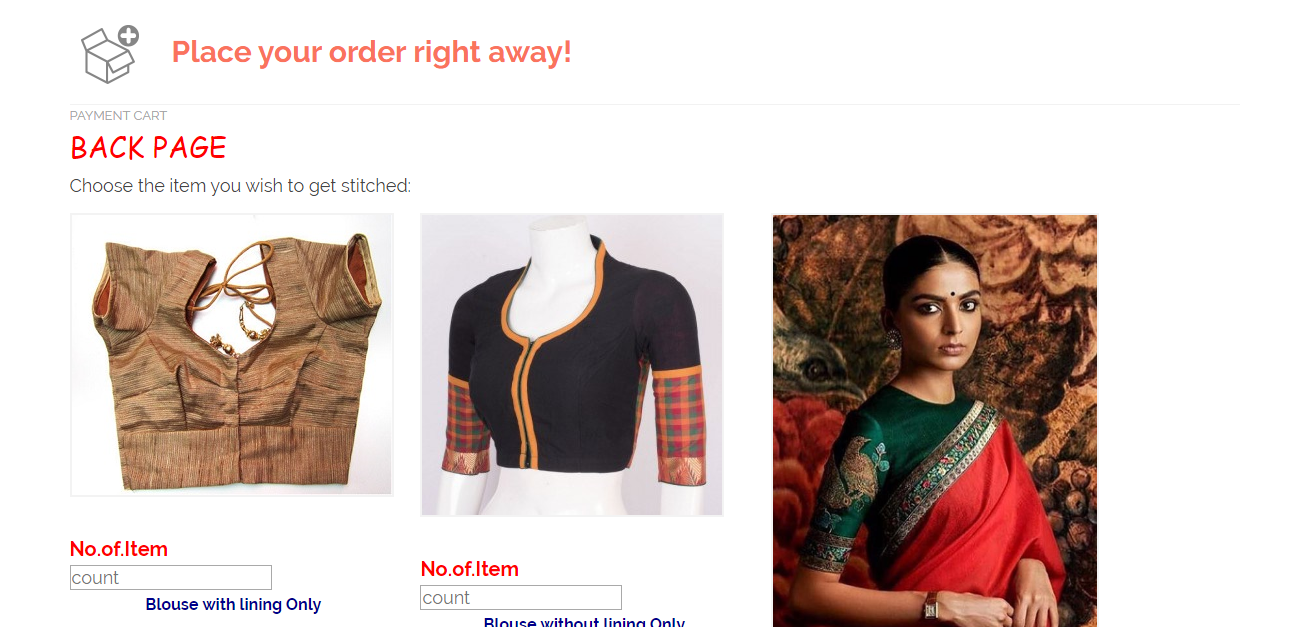 Place your order right away!
PAYMENT CART
BACK PAGE
Choose the item you wish to get stitched:
No.of.Item
count
Blouse with lining Only
No.of.Item
count
Blouse without lining Only